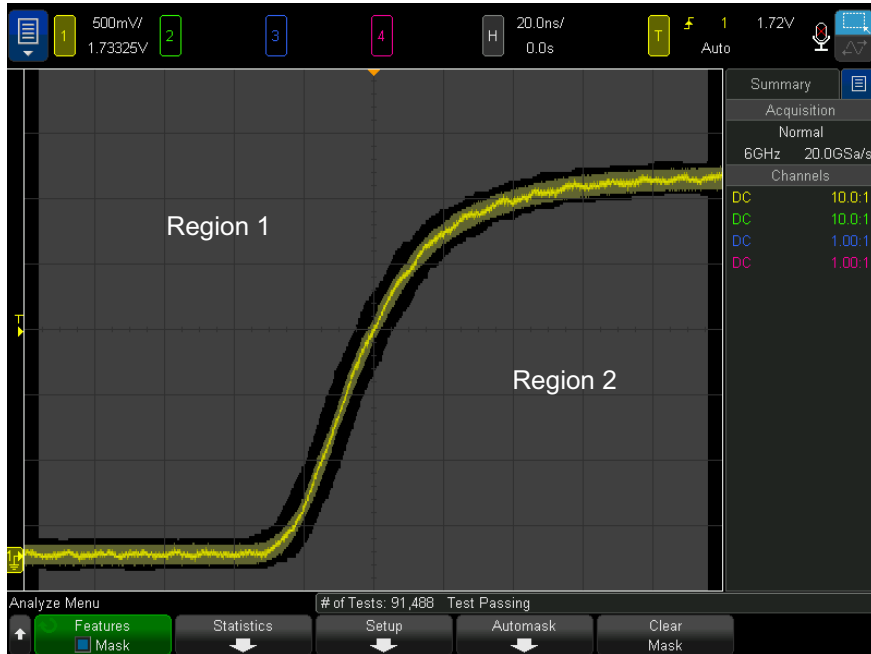 500mV/ 20.0ns/ 1 1.72V
1 2 3 4 H T
1.73325V 0.0s Auto
Summary
Acquisition
Normal
6GHz 20.0GSa/s
Channels
DC 10.0:1
DC 10.0:1
DC 1.00:1
DC 1.00:1
Region 1
T
Region 2
1
Analyze Menu # of Tests: 91,488 Test Passing
Features Statistics Setup Automask Clear
Mask Mask